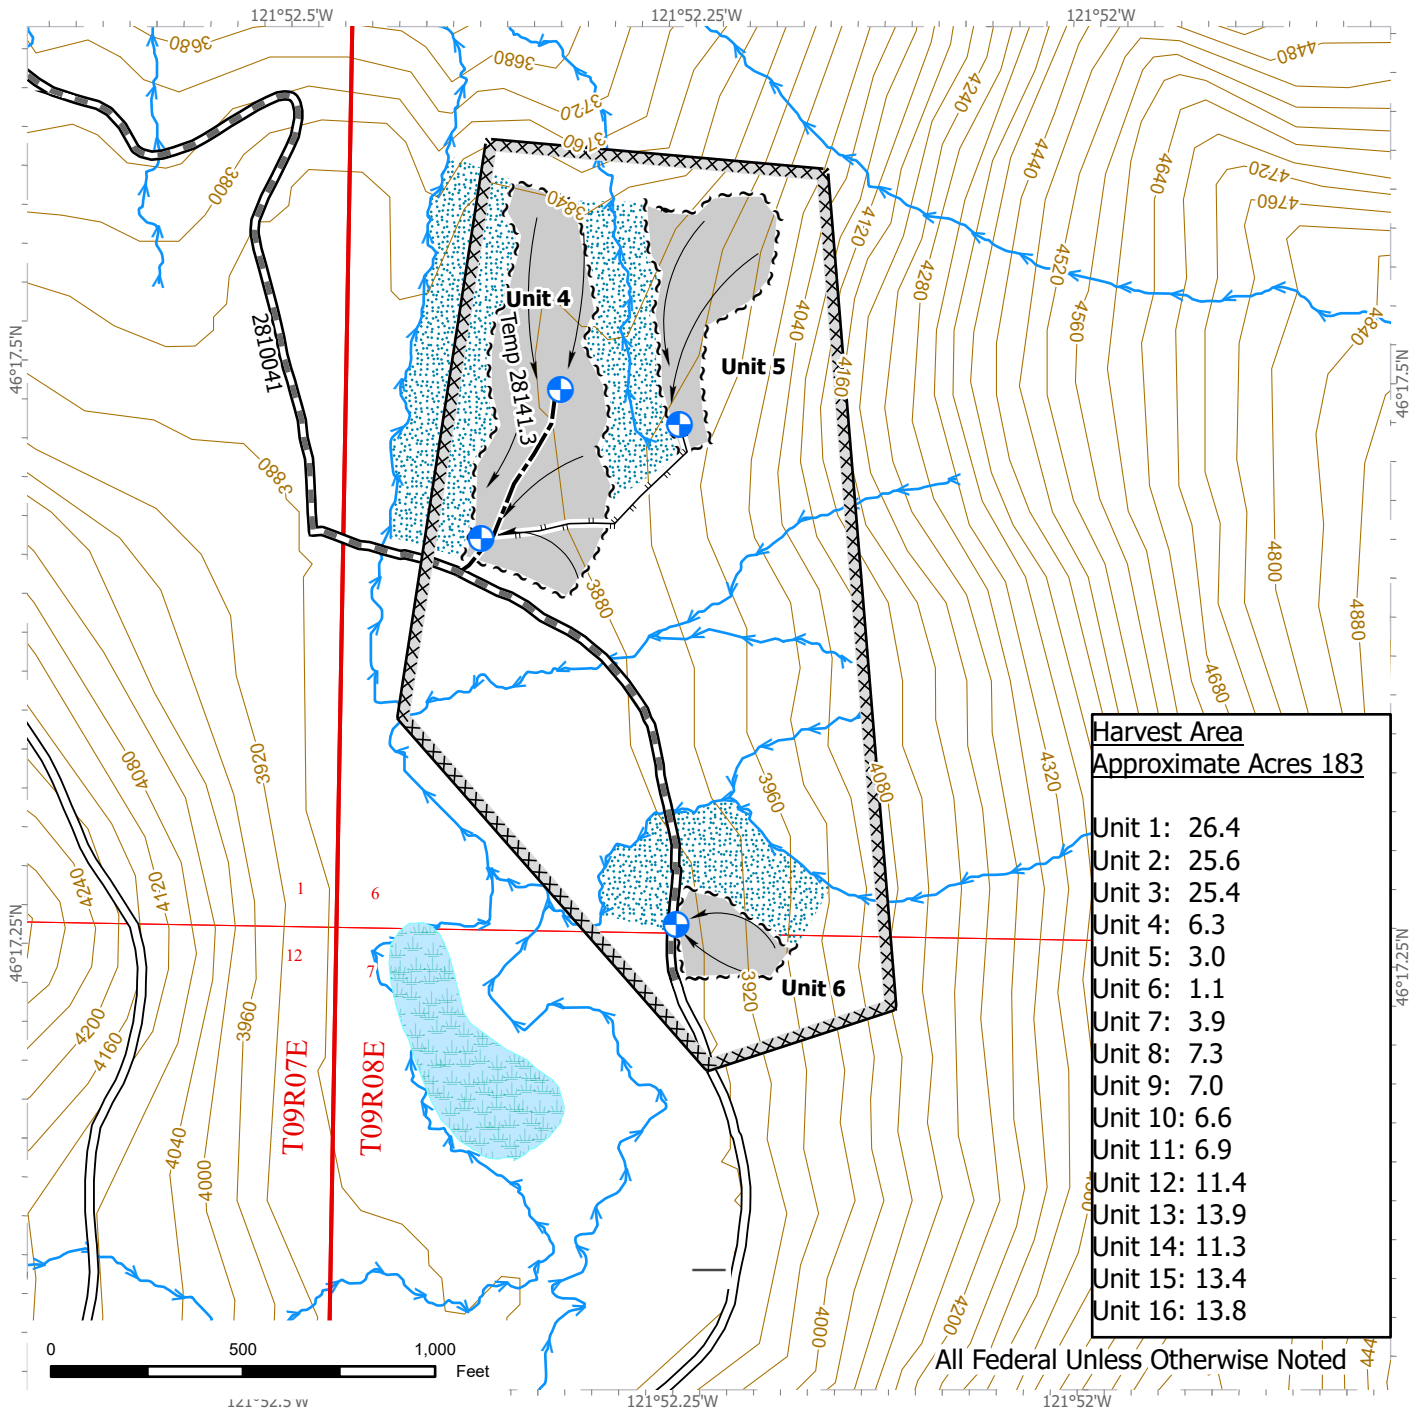 121°52.5'W
121°52.25'W
121°52'W
3680
3680
3720
3760
3800
3840
4240
4440
4640
4480
4720
4760
4120
4280
4520
4560
4040
4160
4840
46°17.5'N
46°17.5'N
2810041
Unit 4
Temp 28141.3
Unit 5
3880
3880
4800
4880
4680
4080
3920
3960
4080
4320
4240
4120
1
6
12
7
46°17.25'N
46°17.25'N
3920
Unit 6
4200
4160
3960
T09R07E
T09R08E
4040
4000
4000
4200
Harvest Area
Approximate Acres 183
Unit 1: 26.4
Unit 2: 25.6
Unit 3: 25.4
Unit 4: 6.3
Unit 5: 3.0
Unit 6: 1.1
Unit 7: 3.9
Unit 8: 7.3
Unit 9: 7.0
Unit 10: 6.6
Unit 11: 6.9
Unit 12: 11.4
Unit 13: 13.9
Unit 14: 11.3
Unit 15: 13.4
Unit 16: 13.8
0 500 1,000
Feet
All Federal Unless Otherwise Noted
121°52.5'W
121°52.25'W
121°52'W